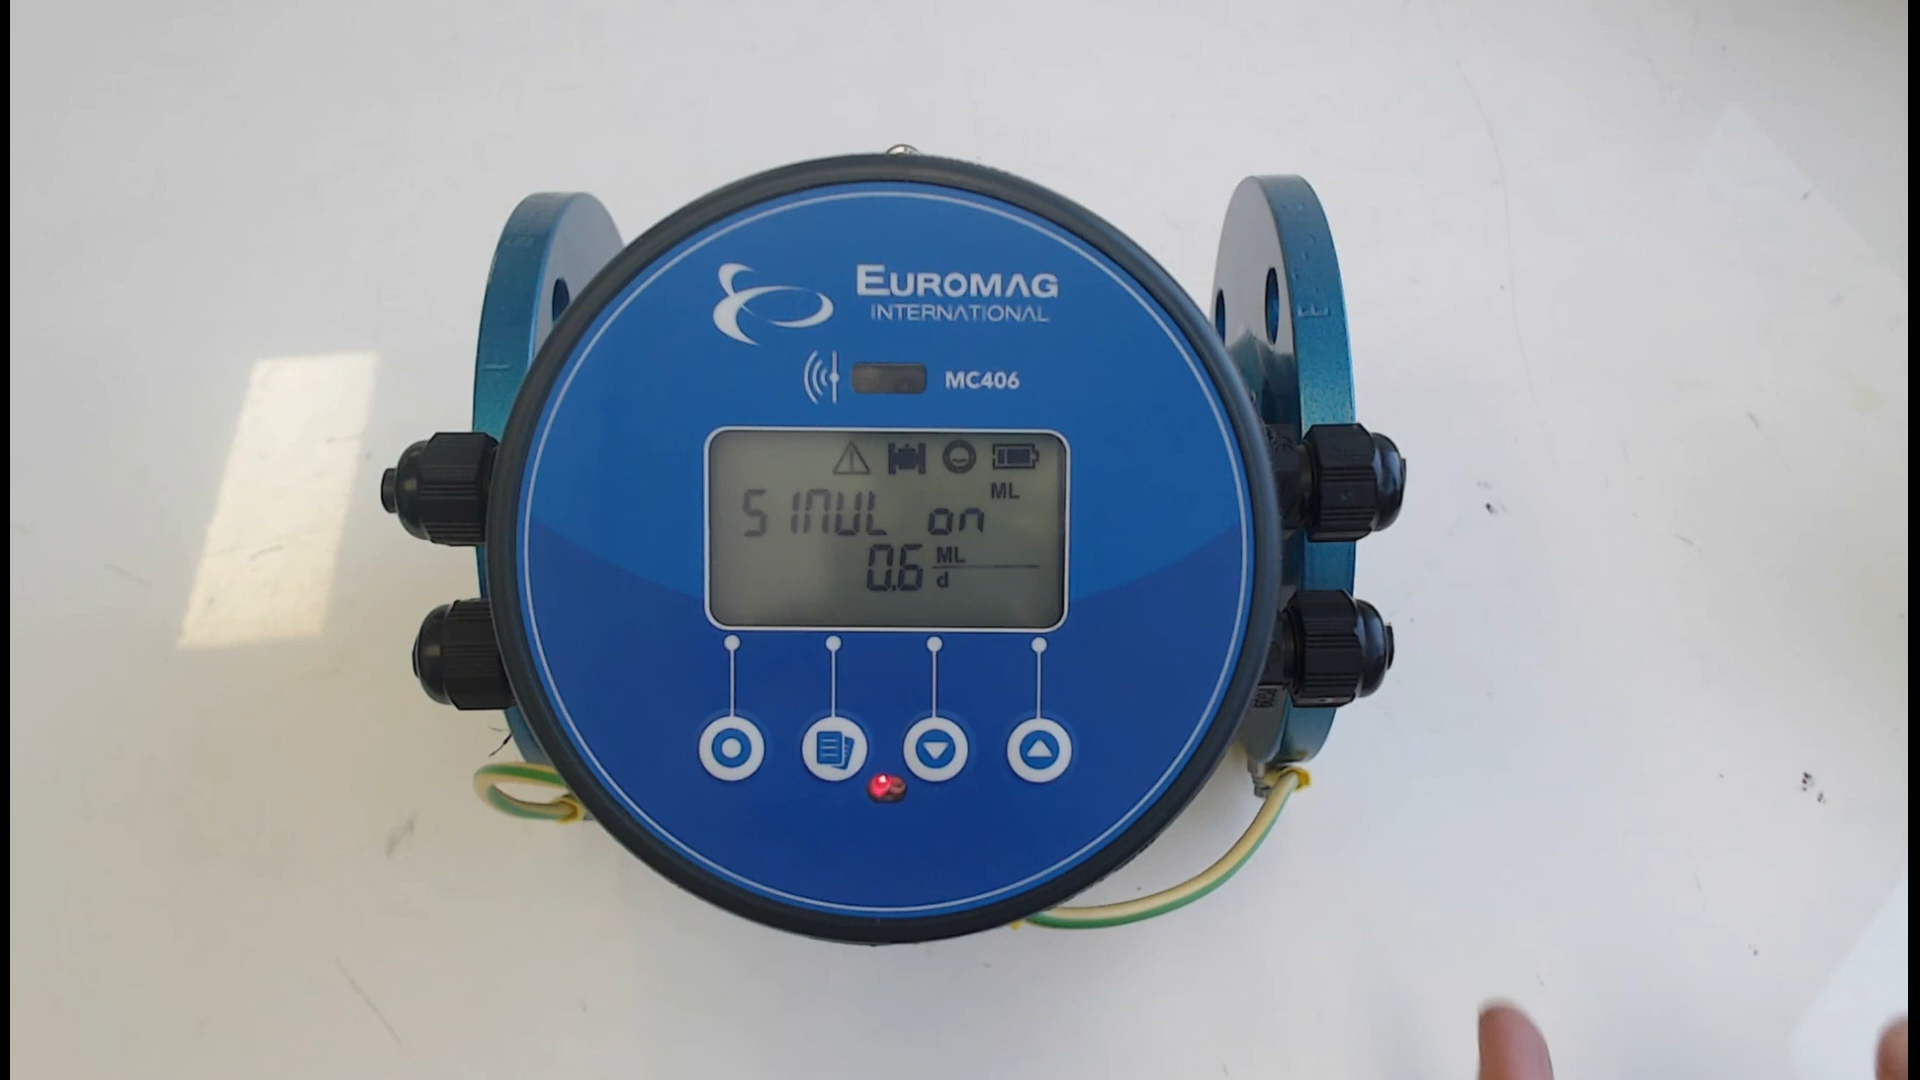 EUROMAG
INTERNATIONAL
MC406
ML
SIMUL on
0.6 ML
d
E